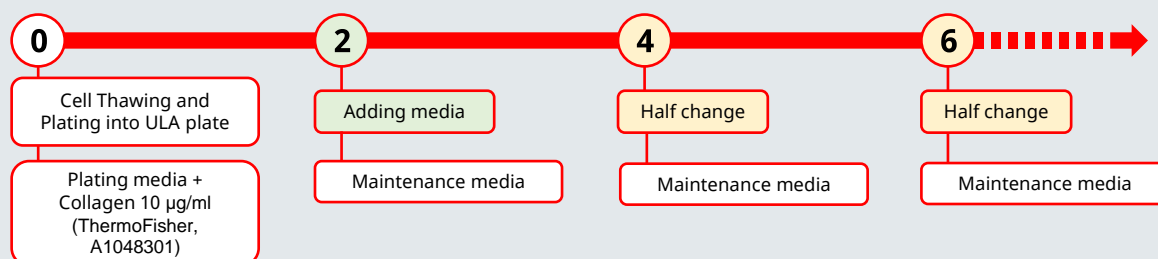 0
2
4
6
Cell Thawing and
Plating into ULA plate
Adding media
Half change
Half change
Plating media +
Collagen 10 µg/ml
(ThermoFisher,
A1048301)
Maintenance media
Maintenance media
Maintenance media